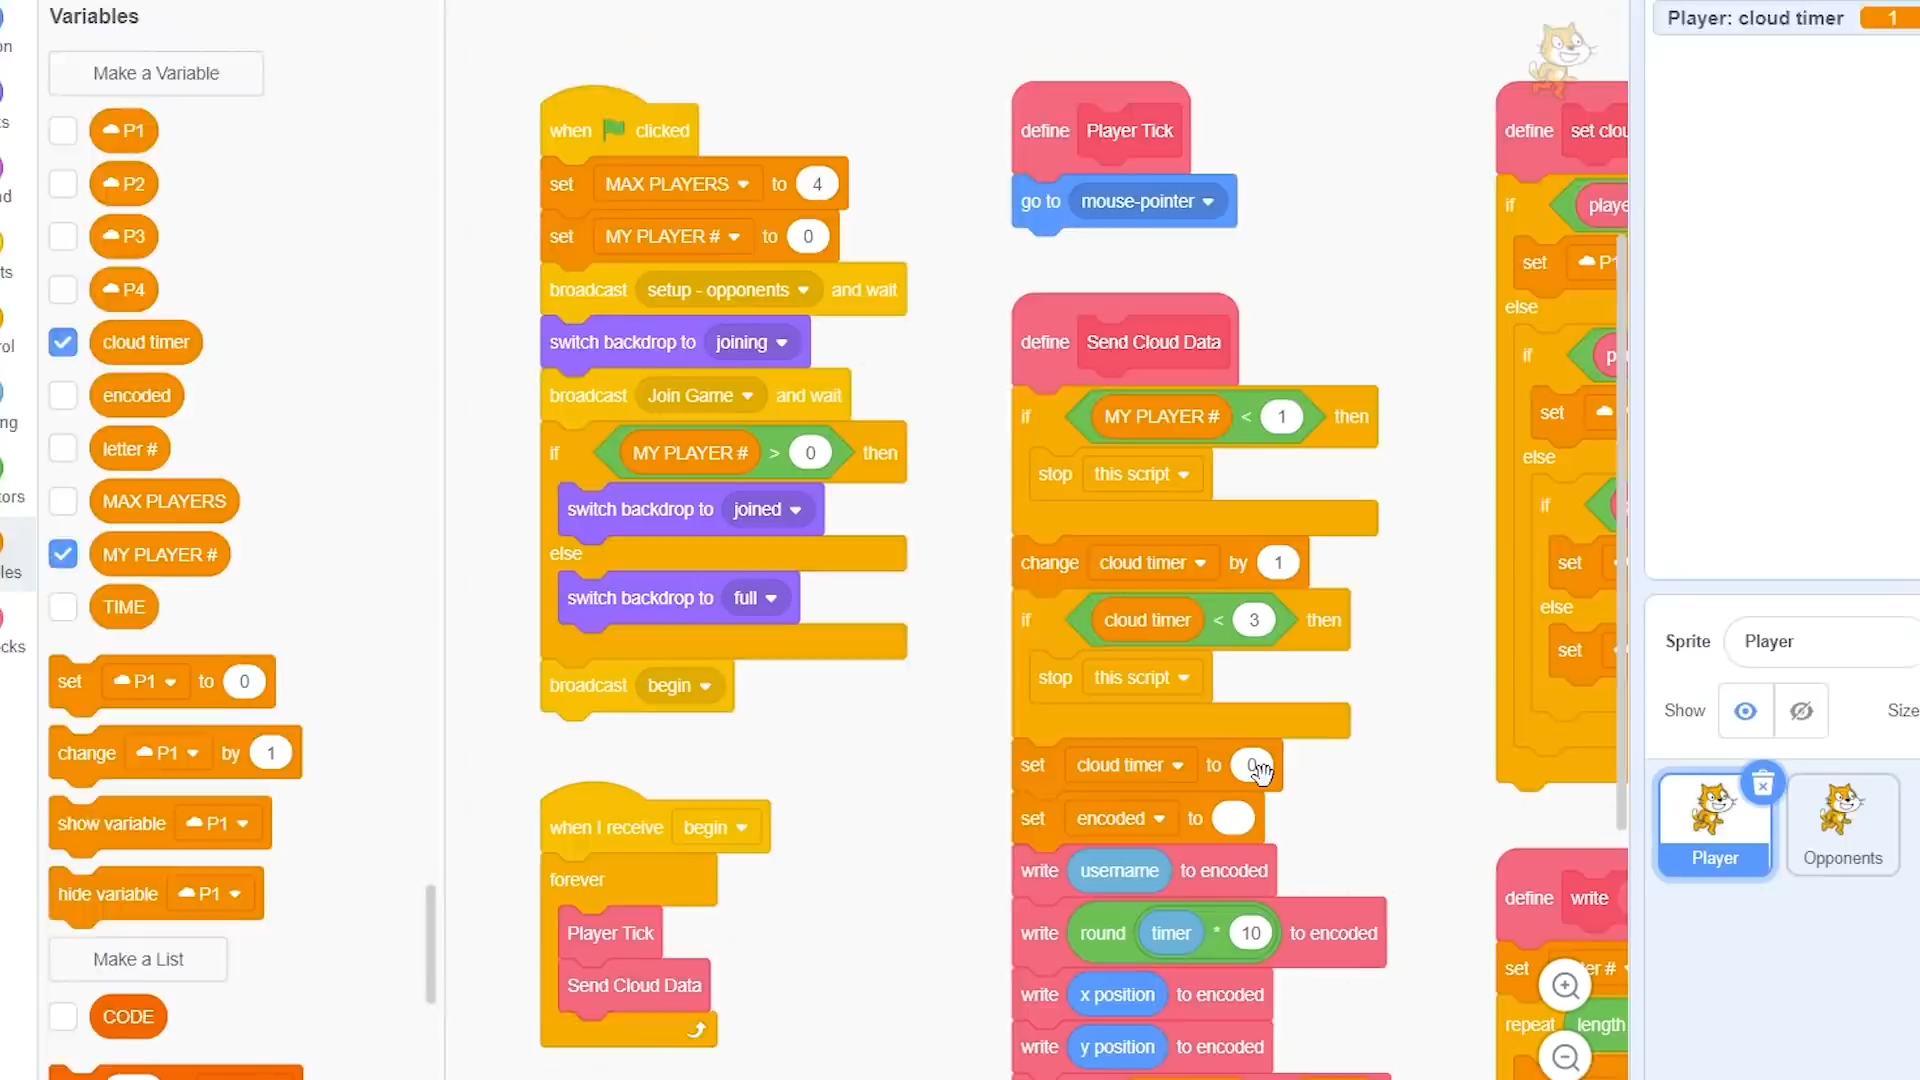 Variables
Make a Variable
P1
P2
P3
P4
cloud timer
encoded
letter #
MAX PLAYERS
MY PLAYER #
TIME
set P1 to 0
change P1 by 1
show variable P1
hide variable P1
Make a List
CODE
when clicked
set MAX PLAYERS to 4
set MY PLAYER # to 0
broadcast setup - opponents and wait
switch backdrop to joining
broadcast Join Game and wait
if MY PLAYER # > 0 then
switch backdrop to joined
else
switch backdrop to full
broadcast begin
when I receive begin
forever
Player Tick
Send Cloud Data
define Player Tick
go to mouse-pointer
define Send Cloud Data
if MY PLAYER # < 1 then
stop this script
change cloud timer by 1
if cloud timer < 3 then
stop this script
set cloud timer to 0
set encoded to
write username to encoded
write round timer * 10 to encoded
write x position to encoded
write y position to encoded
define set clou
if playe
set P1
else
if p
set
else
if
set
else
set
define write
set er #
repeat length
Player: cloud timer 1
Sprite Player
Show Size
Player
Opponents